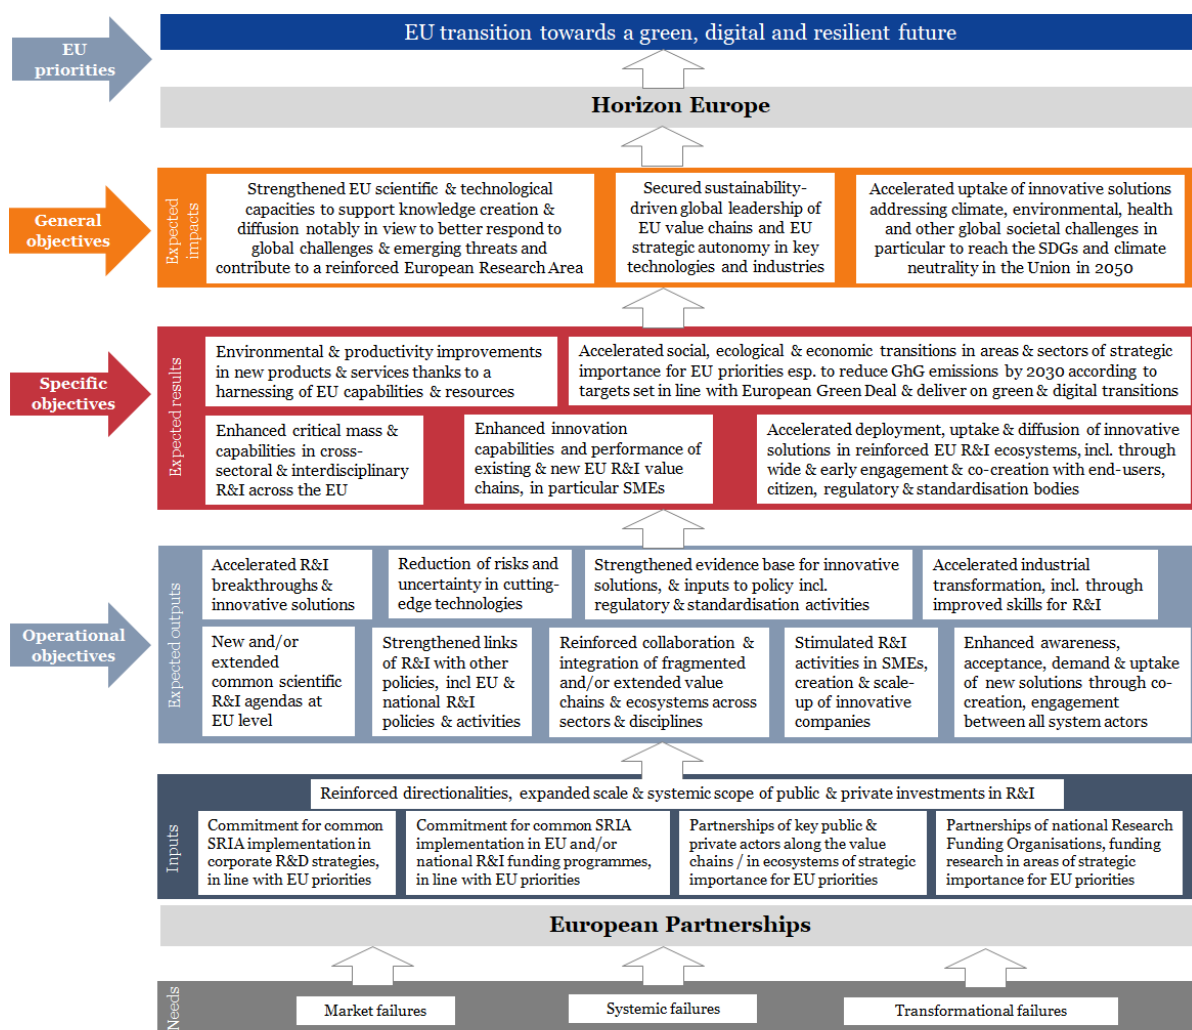 EU
priorities
EU transition towards a green, digital and resilient future
Horizon Europe
General
objectives
Expected
impacts
Strengthened EU scientific & technological
capacities to support knowledge creation &
diffusion notably in view to better respond to
global challenges & emerging threats and
contribute to a reinforced European Research Area
Secured sustainability-
driven global leadership of
EU value chains and EU
strategic autonomy in key
technologies and industries
Accelerated uptake of innovative solutions
addressing climate, environmental, health
and other global societal challenges in
particular to reach the SDGs and climate
neutrality in the Union in 2050
Specific
objectives
Expected results
Environmental & productivity improvements
in new products & services thanks to a
harnessing of EU capabilities & resources
Accelerated social, ecological & economic transitions in areas & sectors of strategic
importance for EU priorities esp. to reduce GhG emissions by 2030 according to
targets set in line with European Green Deal & deliver on green & digital transitions
Enhanced critical mass &
capabilities in cross-
sectoral & interdisciplinary
R&I across the EU
Enhanced innovation
capabilities and performance of
existing & new EU R&I value
chains, in particular SMEs
Accelerated deployment, uptake & diffusion of innovative
solutions in reinforced EU R&I ecosystems, incl. through
wide & early engagement & co-creation with end-users,
citizen, regulatory & standardisation bodies
Operational
objectives
Expected outputs
Accelerated R&I
breakthroughs &
innovative solutions
Reduction of risks and
uncertainty in cutting-
edge technologies
Strengthened evidence base for innovative
solutions, & inputs to policy incl.
regulatory & standardisation activities
Accelerated industrial
transformation, incl. through
improved skills for R&I
New and/or
extended
common scientific
R&I agendas at
EU level
Strengthened links
of R&I with other
policies, incl EU &
national R&I
policies & activities
Reinforced collaboration &
integration of fragmented
and/or extended value
chains & ecosystems across
sectors & disciplines
Stimulated R&I
activities in SMEs,
creation & scale-
up of innovative
companies
Enhanced awareness,
acceptance, demand & uptake
of new solutions through co-
creation, engagement
between all system actors
Inputs
Reinforced directionalities, expanded scale & systemic scope of public & private investments in R&I
Commitment for common
SRIA implementation in
corporate R&D strategies,
in line with EU priorities
Commitment for common SRIA
implementation in EU and/or
national R&I funding programmes,
in line with EU priorities
Partnerships of key public &
private actors along the value
chains / in ecosystems of strategic
importance for EU priorities
Partnerships of national Research
Funding Organisations, funding
research in areas of strategic
importance for EU priorities
European Partnerships
Needs
Market failures
Systemic failures
Transformational failures